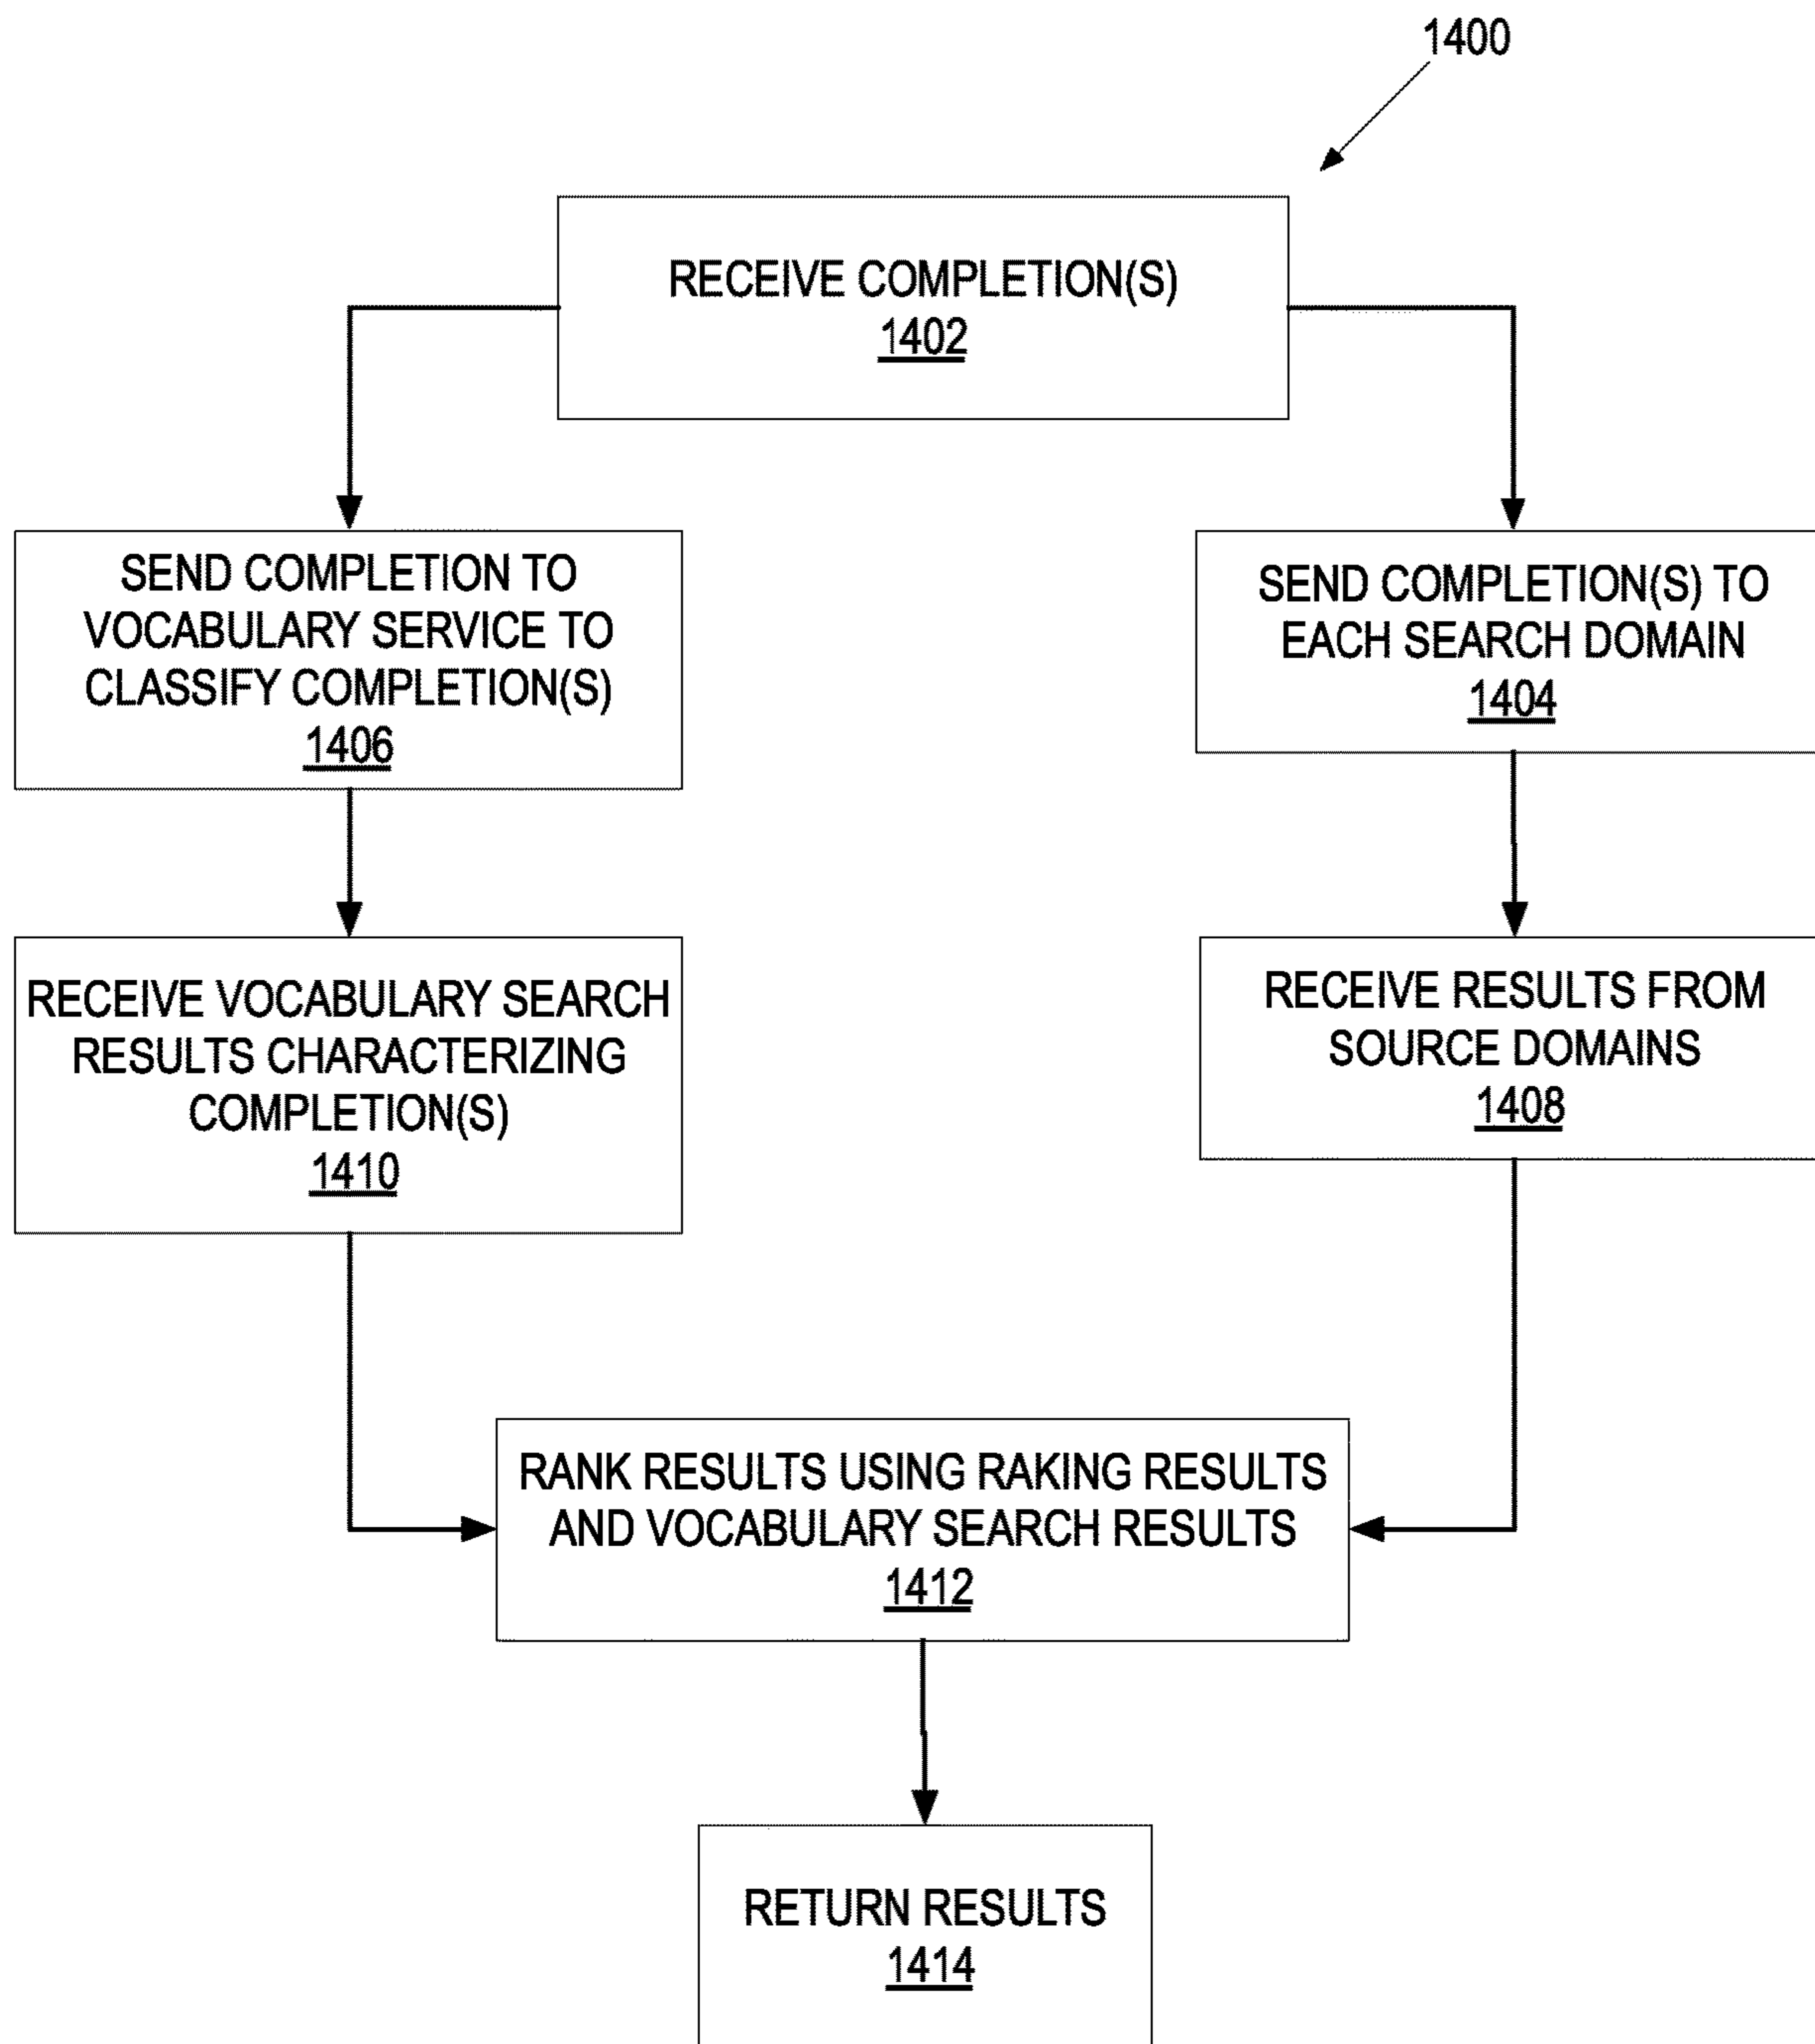 1400
RECEIVE COMPLETION(S)
1402
SEND COMPLETION TO
VOCABULARY SERVICE TO
CLASSIFY COMPLETION(S)
1406
SEND COMPLETION(S) TO
EACH SEARCH DOMAIN
1404
RECEIVE VOCABULARY SEARCH
RESULTS CHARACTERIZING
COMPLETION(S)
1410
RECEIVE RESULTS FROM
SOURCE DOMAINS
1408
RANK RESULTS USING RAKING RESULTS
AND VOCABULARY SEARCH RESULTS
1412
RETURN RESULTS
1414